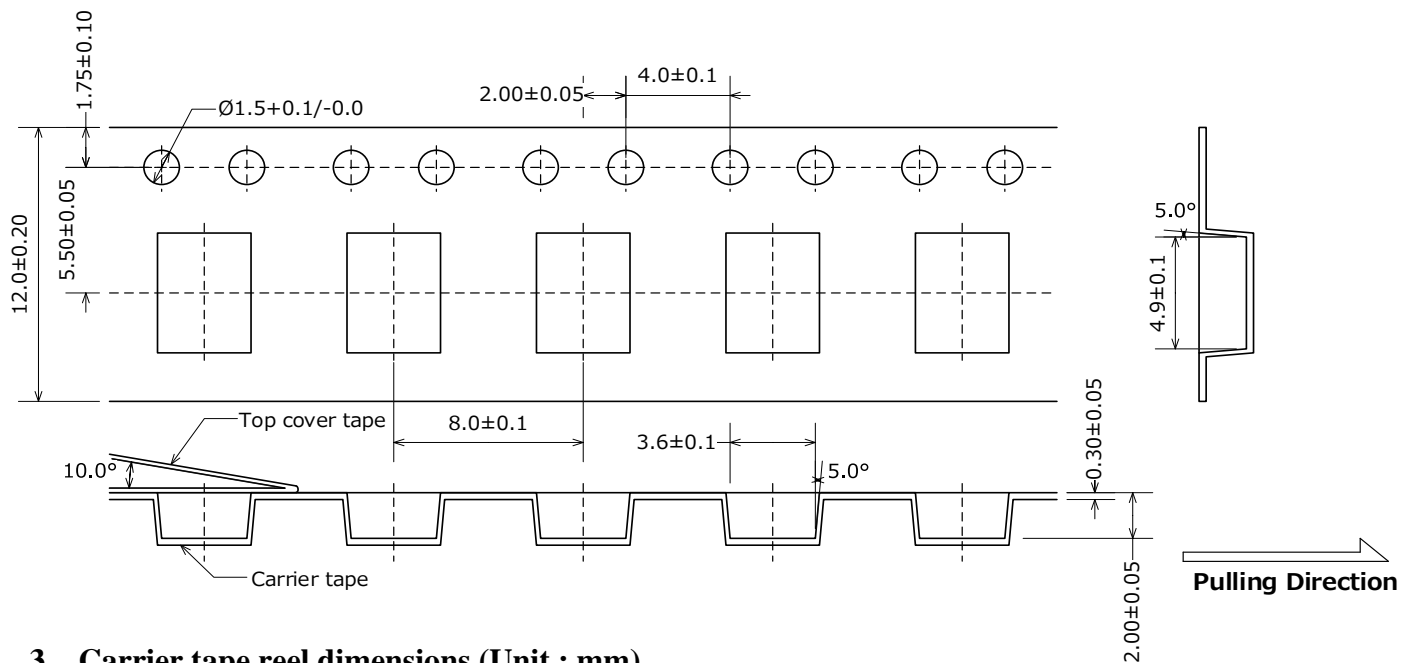 1.75±0.10
Ø1.5+0.1/-0.0
2.00±0.05
4.0±0.1
12.0±0.20
5.50±0.05
5.0°
4.9±0.1
Top cover tape
8.0±0.1
3.6±0.1
0.30±0.05
10.0°
5.0°
Carrier tape
2.00±0.05
Pulling Direction
3. Carrier tape reel dimensions (Unit : mm)